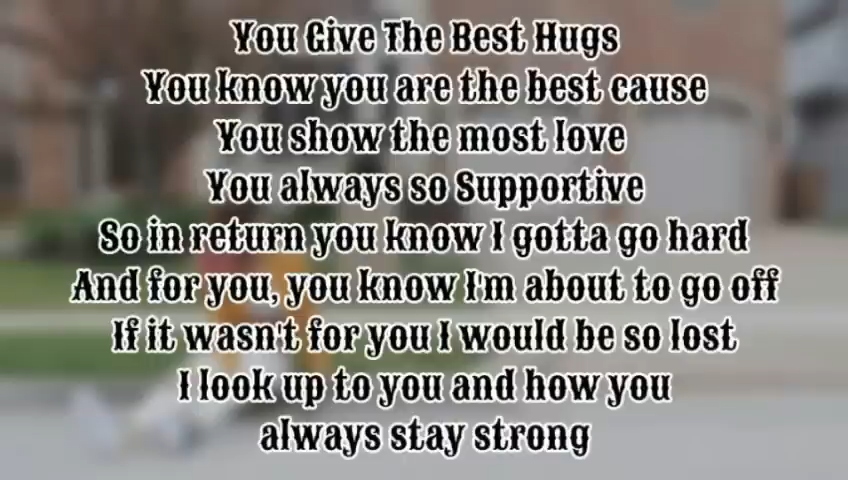 You Give The Best Hugs
You know you are the best cause
You show the most love
You always so Supportive
So in return you know I gotta go hard
And for you, you know I'm about to go off
If it wasn't for you I would be so lost
I look up to you and how you
always stay strong